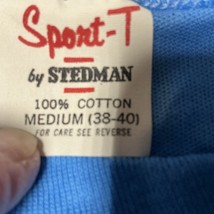 Sport-T
by STEDMAN
100% COTTON
MEDIUM (38-40)
FOR CARE SEE REVERSE